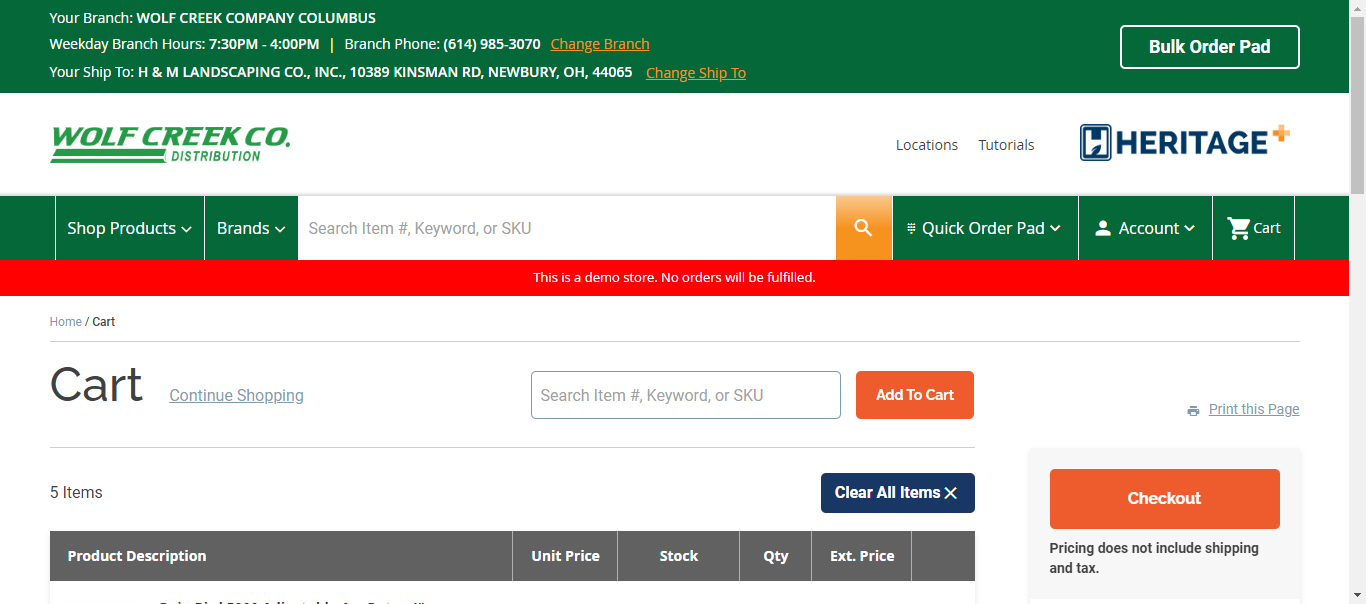 Your Branch: WOLF CREEK COMPANY COLUMBUS
Weekday Branch Hours: 7:30PM - 4:00PM | Branch Phone: (614) 985-3070 Change Branch
Your Ship To: H & M LANDSCAPING CO., INC., 10389 KINSMAN RD, NEWBURY, OH, 44065 Change Ship To
Bulk Order Pad
WOLF CREEK CO.
DISTRIBUTION
Locations Tutorials
HERITAGE+
Shop Products Brands Search Item #, Keyword, or SKU Quick Order Pad Account Cart
This is a demo store. No orders will be fulfilled.
Home / Cart
Cart Continue Shopping
Search Item #, Keyword, or SKU Add To Cart
Print this Page
5 Items
Clear All Items
Checkout
Pricing does not include shipping
and tax.
Product Description Unit Price Stock Qty Ext. Price